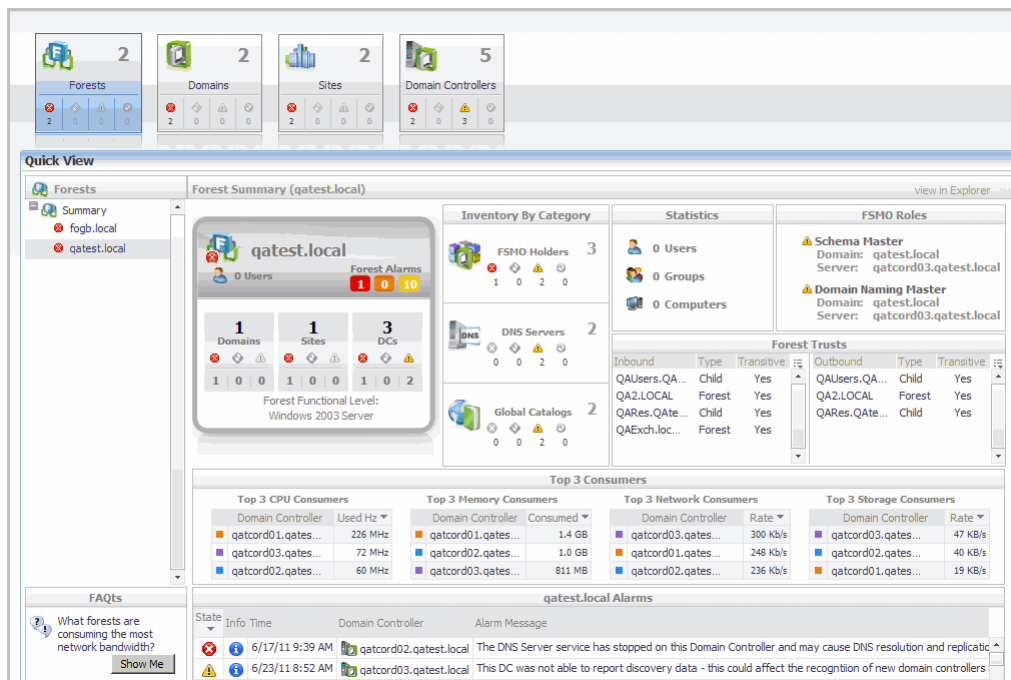 2 2 2 5
Forests Domains Sites Domain Controllers
2 0 0 0 2 0 0 0 2 0 0 0 2 0 3 0
Quick View
Forests
Summary
fogb.local
qatest.local
Forest Summary (qatest.local) view in Explorer
qatest.local
0 Users
Forest Alarms
1 0 10
1 1 3
Domains Sites DCs
1 0 0 1 0 0 1 0 2
Forest Functional Level:
Windows 2003 Server
Inventory By Category
FSMO Holders 3
1 0 2 0
DNS
DNS Servers 2
0 0 2 0
Global Catalogs 2
0 0 2 0
Statistics
0 Users
0 Groups
0 Computers
FSMO Roles
Schema Master
Domain: qatest.local
Server: qatcord03.qatest.local
Domain Naming Master
Domain: qatest.local
Server: qatcord03.qatest.local
Forest Trusts
Inbound Type Transitive Outbound Type Transitive
QAUsers.QA... Child Yes QAUsers.QA... Child Yes
QA2.LOCAL Forest Yes QA2.LOCAL Forest Yes
QARes.QAte... Child Yes QARes.QAte... Child Yes
QAExch.loc... Forest Yes
Top 3 Consumers
Top 3 CPU Consumers
Domain Controller Used Hz
qatcord01.qates... 226 MHz
qatcord03.qates... 72 MHz
qatcord02.qates... 60 MHz
Top 3 Memory Consumers
Domain Controller Consumed
qatcord01.qates... 1.4 GB
qatcord02.qates... 1.0 GB
qatcord03.qates... 811 MB
Top 3 Network Consumers
Domain Controller Rate
qatcord03.qates... 300 Kb/s
qatcord01.qates... 248 Kb/s
qatcord02.qates... 236 Kb/s
Top 3 Storage Consumers
Domain Controller Rate
qatcord03.qates... 47 KB/s
qatcord02.qates... 40 KB/s
qatcord01.qates... 19 KB/s
FAQts
What forests are
consuming the most
network bandwidth?
Show Me
qatest.local Alarms
State Info Time Domain Controller Alarm Message
6/17/11 9:39 AM qatcord02.qatest.local The DNS Server service has stopped on this Domain Controller and may cause DNS resolution and replicatio
6/23/11 8:52 AM qatcord03.qatest.local This DC was not able to report discovery data - this could affect the recogntiion of new domain controllers